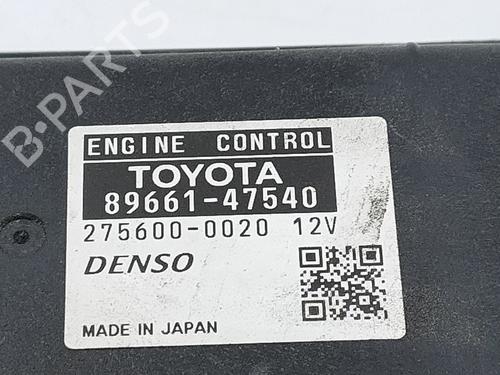 B-PARTS
ENGINE CONTROL
TOYOTA
89661-47540
275600-0020 12V
DENSO
MADE IN JAPAN